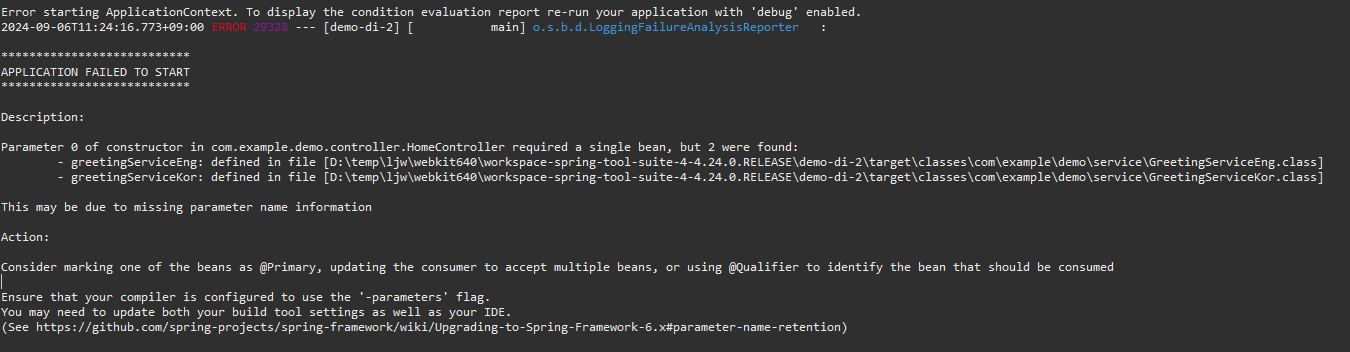 Error starting ApplicationContext. To display the condition evaluation report re-run your application with 'debug' enabled.
2024-09-06T11:24:16.773+09:00 ERROR 29328 --- [demo-di-2] [           main] o.s.b.d.LoggingFailureAnalysisReporter   :
***************************
APPLICATION FAILED TO START
***************************
Description:
Parameter 0 of constructor in com.example.demo.controller.HomeController required a single bean, but 2 were found:
	- greetingServiceEng: defined in file [D:\temp\ljw\webkit640\workspace-spring-tool-suite-4-4.24.0.RELEASE\demo-di-2\target\classes\com\example\demo\service\GreetingServiceEng.class]
	- greetingServiceKor: defined in file [D:\temp\ljw\webkit640\workspace-spring-tool-suite-4-4.24.0.RELEASE\demo-di-2\target\classes\com\example\demo\service\GreetingServiceKor.class]
This may be due to missing parameter name information
Action:
Consider marking one of the beans as @Primary, updating the consumer to accept multiple beans, or using @Qualifier to identify the bean that should be consumed
Ensure that your compiler is configured to use the '-parameters' flag.
You may need to update both your build tool settings as well as your IDE.
(See https://github.com/spring-projects/spring-framework/wiki/Upgrading-to-Spring-Framework-6.x#parameter-name-retention)